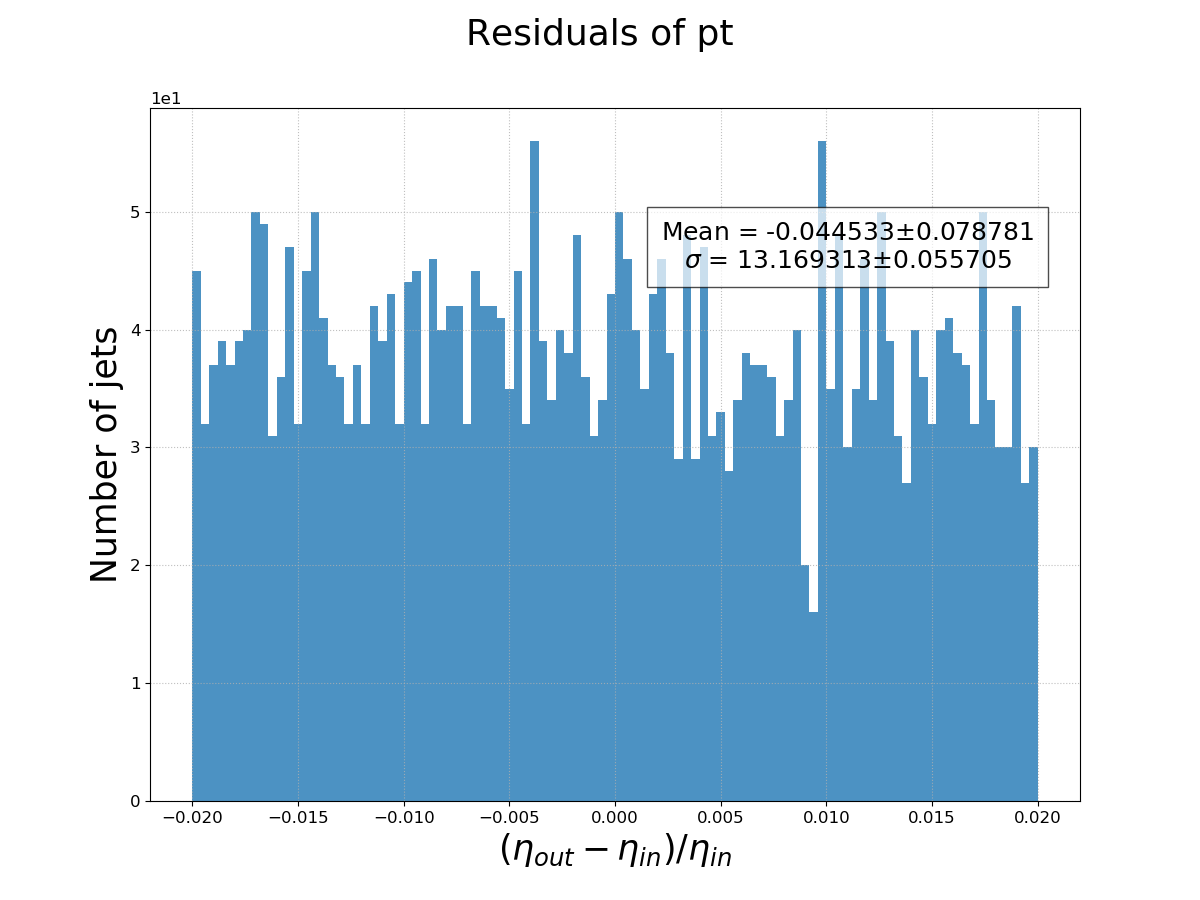 Residuals of pt
1e1
5
4
3
2
1
0
Number of jets
Mean = -0.044533±0.078781
σ = 13.169313±0.055705
−0.020 −0.015 −0.010 −0.005 0.000 0.005 0.010 0.015 0.020
(η_out − η_in)/η_in